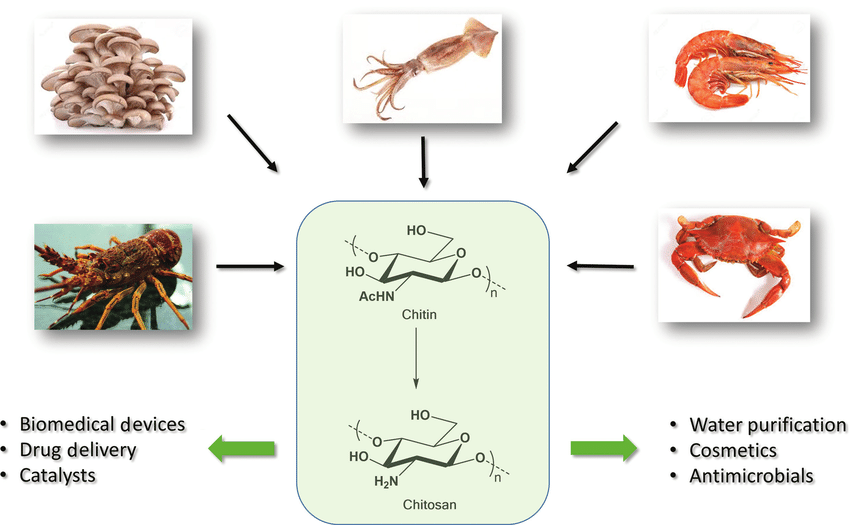 HO
O
O
HO
O
n
AcHN
Chitin
HO
O
O
HO
O
n
H₂N
Chitosan
• Biomedical devices
• Drug delivery
• Catalysts
• Water purification
• Cosmetics
• Antimicrobials